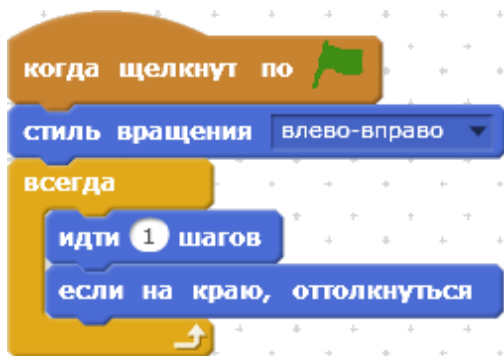 когда щелкнут по
стиль вращения влево-вправо
всегда
идти 1 шагов
если на краю, оттолкнуться